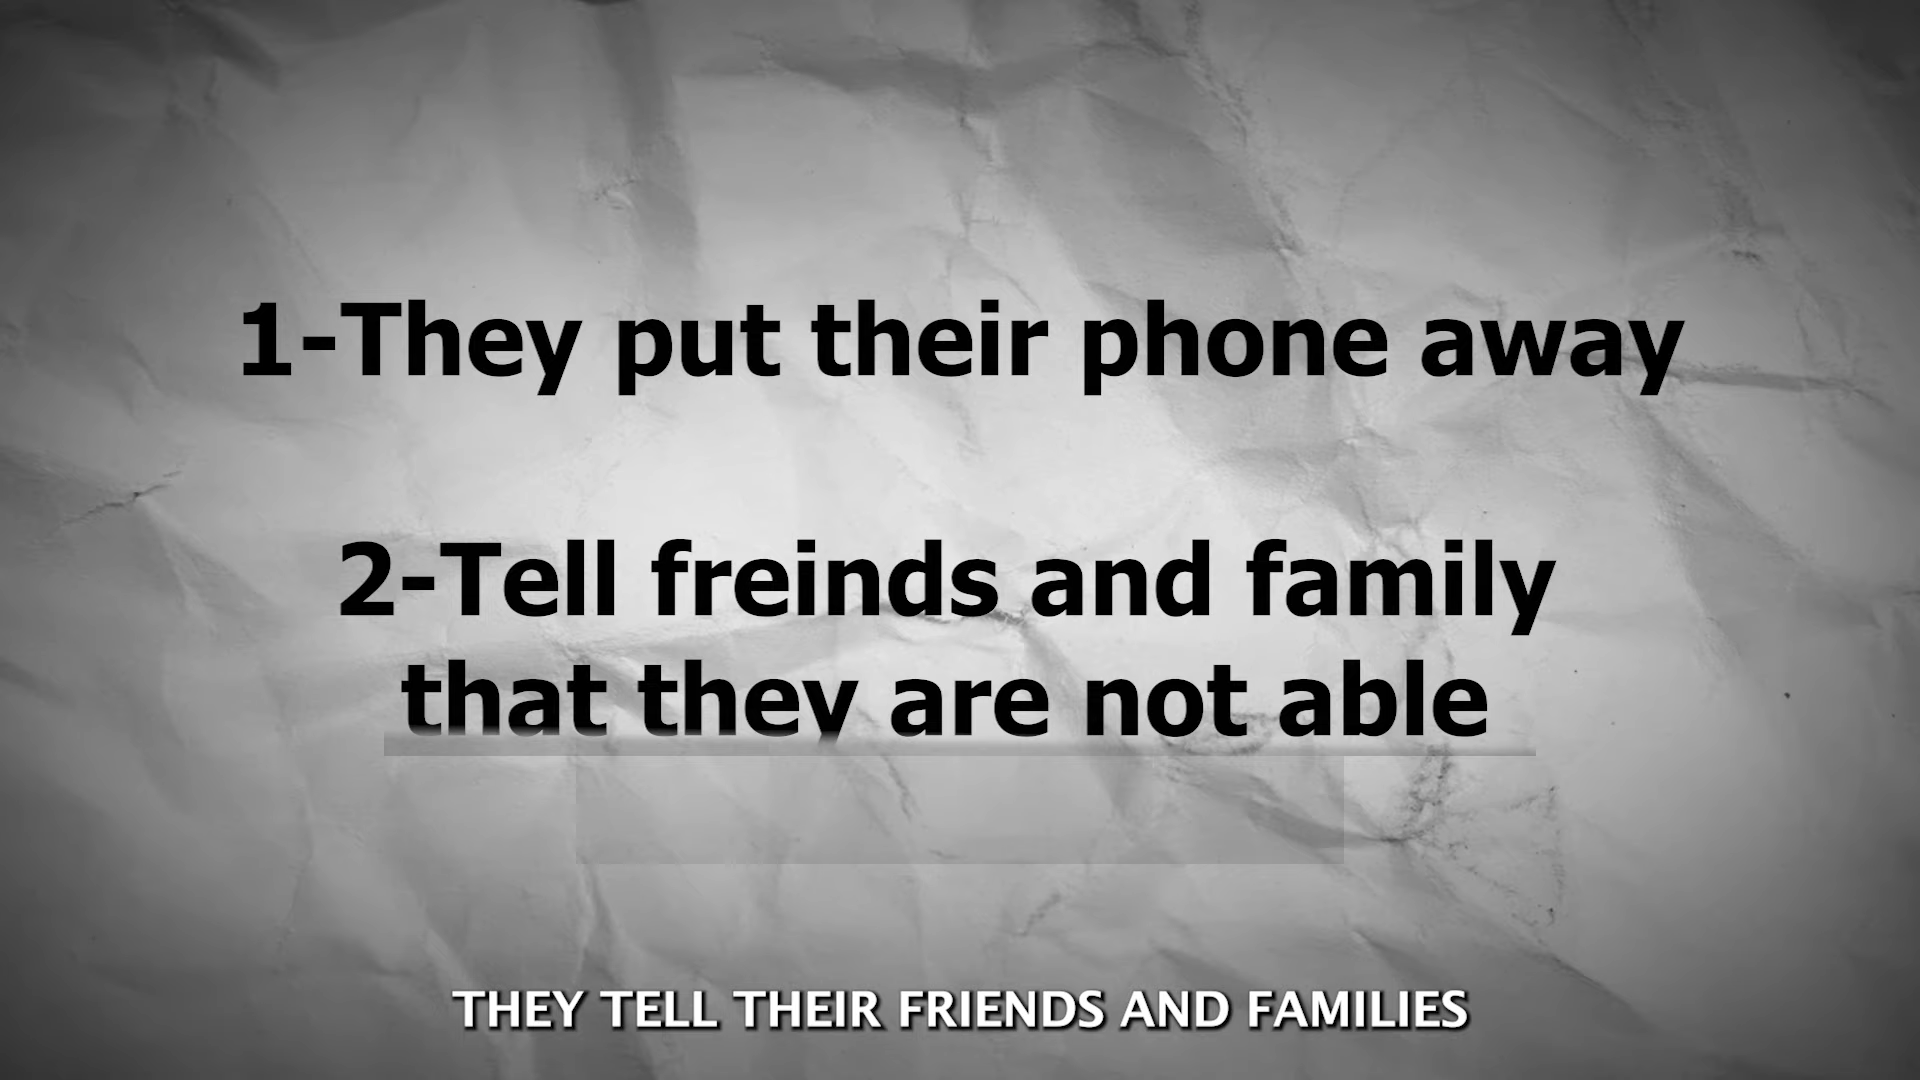 1-They put their phone away
2-Tell freinds and family
that they are not able
THEY TELL THEIR FRIENDS AND FAMILIES